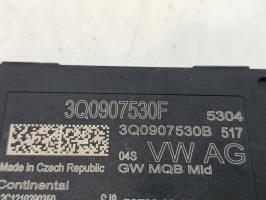 3Q0907530F
5304
3Q0907530B 517
04S VW AG
Made in Czech Republic GW MQB Mid
Continental